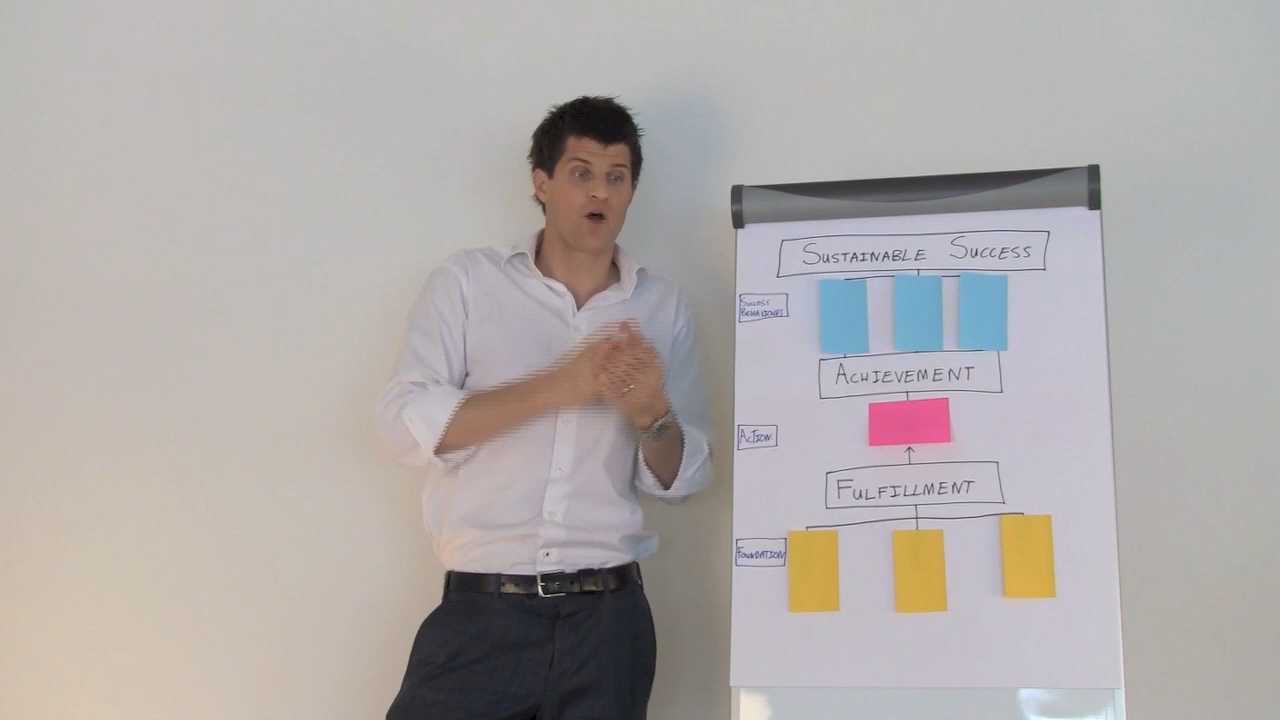 SUSTAINABLE SUCCESS
SUCCESS
BEHAVIOURS
ACHIEVEMENT
ACTION
FULFILLMENT
FOUNDATION